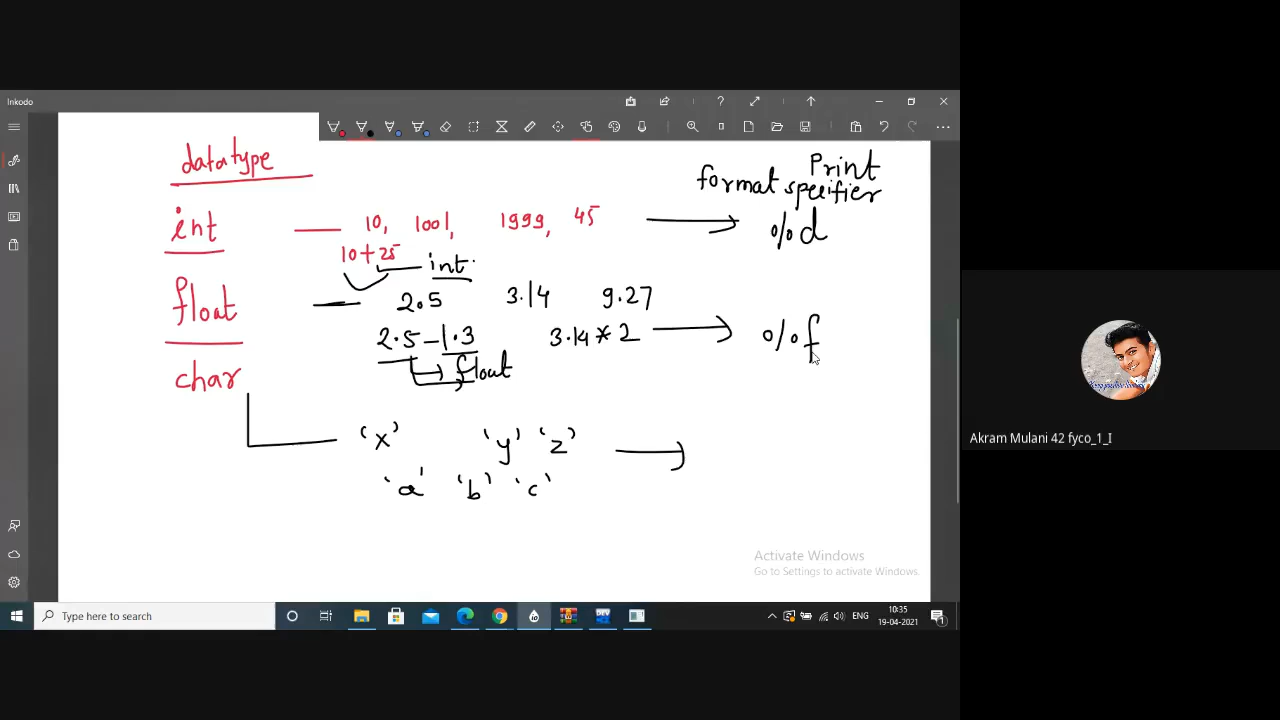 Inkodo
datatype
Print
format specifier
int 10, 1001, 1999, 45 %d
10+25 int
float 2.5 3.14 9.27
2.5-1.3 3.14*2 %f
float
char
'x' 'y' 'z'
'a' 'b' 'c'
Akram Mulani 42 fyco_1_I
Activate Windows
Go to Settings to activate Windows.
Type here to search
ENG
10:35
19-04-2021